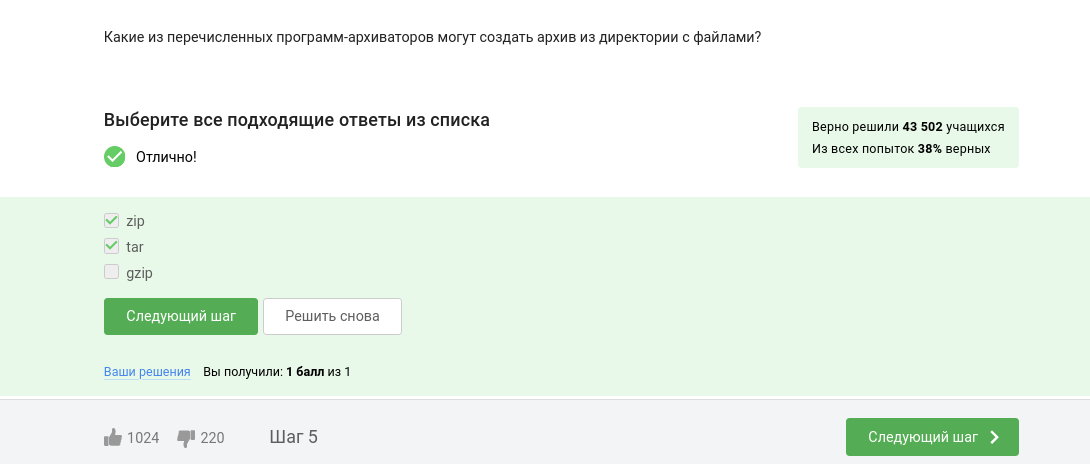 Какие из перечисленных программ-архиваторов могут создать архив из директории с файлами?
Выберите все подходящие ответы из списка
Отлично!
Верно решили 43 502 учащихся
Из всех попыток 38% верных
zip
tar
gzip
Следующий шаг
Решить снова
Ваши решения Вы получили: 1 балл из 1
1024 220 Шаг 5
Следующий шаг